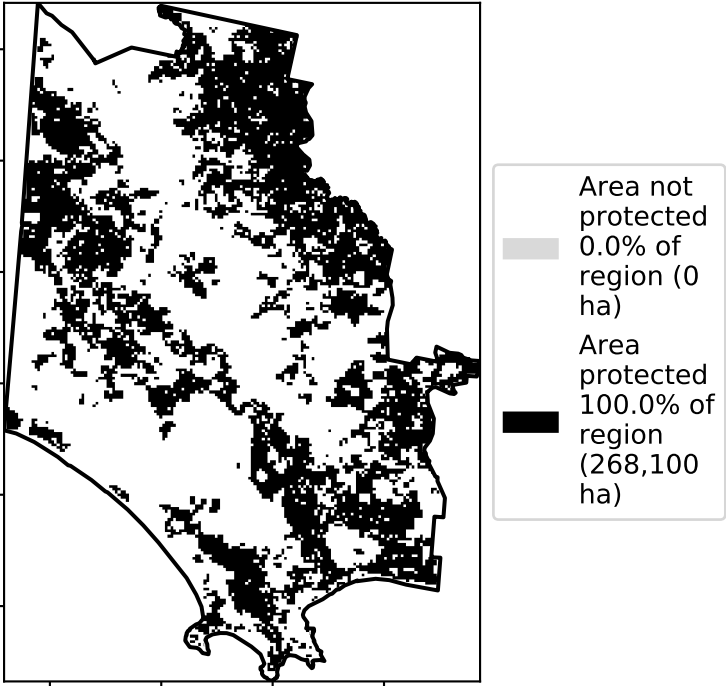 Area not
protected
0.0% of
region (0
ha)
Area
protected
100.0% of
region
(268,100
ha)